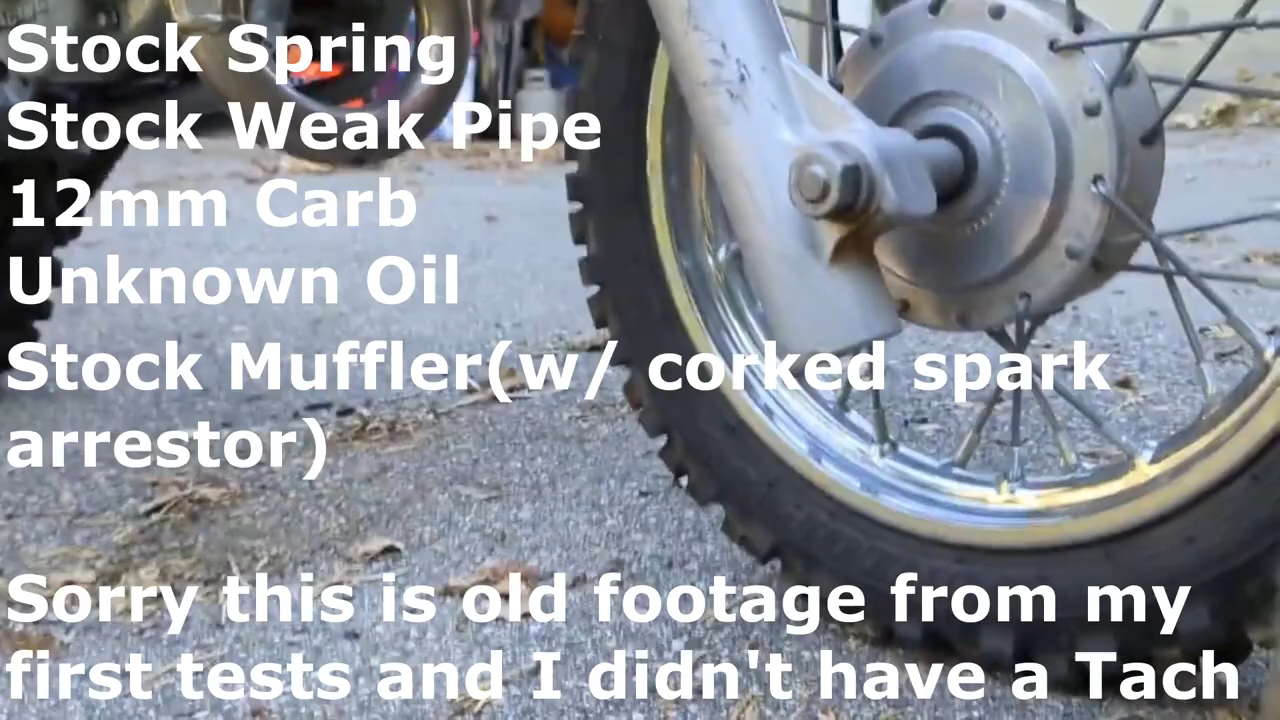 Stock Spring
Stock Weak Pipe
12mm Carb
Unknown Oil
Stock Muffler(w/ corked spark
arrestor)
Sorry this is old footage from my
first tests and I didn't have a Tach